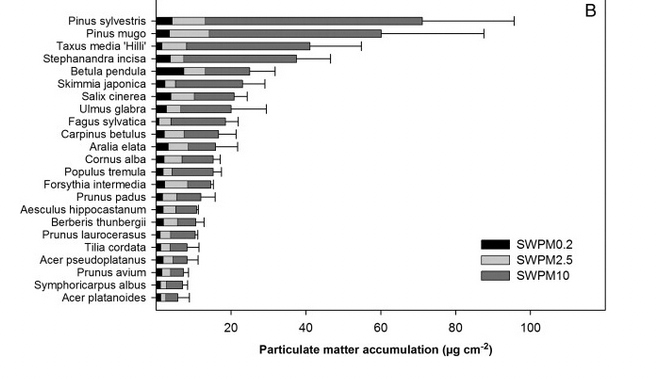 B
Pinus sylvestris
Pinus mugo
Taxus media 'Hilli'
Stephanandra incisa
Betula pendula
Skimmia japonica
Salix cinerea
Ulmus glabra
Fagus sylvatica
Carpinus betulus
Aralia elata
Cornus alba
Populus tremula
Forsythia intermedia
Prunus padus
Aesculus hippocastanum
Berberis thunbergii
Prunus laurocerasus
Tilia cordata
Acer pseudoplatanus
Prunus avium
Symphoricarpus albus
Acer platanoides
SWPM0.2
SWPM2.5
SWPM10
20 40 60 80 100
Particulate matter accumulation (µg cm⁻²)